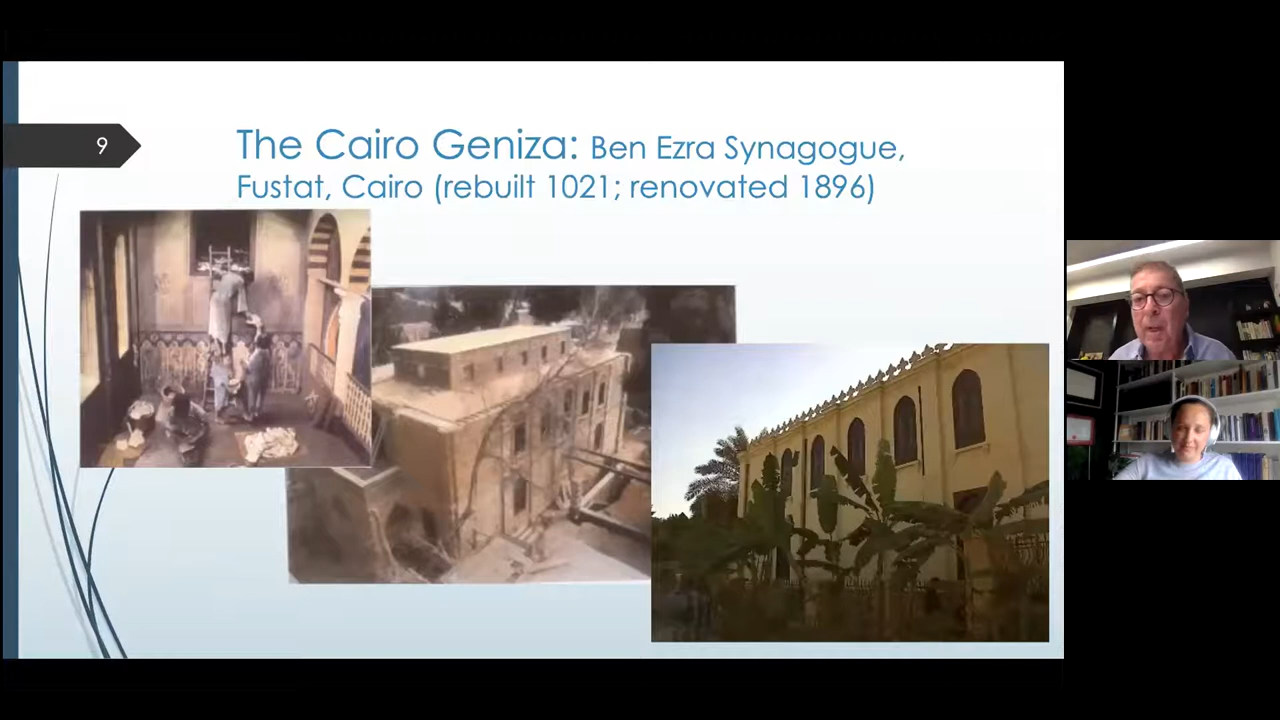 9
The Cairo Geniza: Ben Ezra Synagogue,
Fustat, Cairo (rebuilt 1021; renovated 1896)